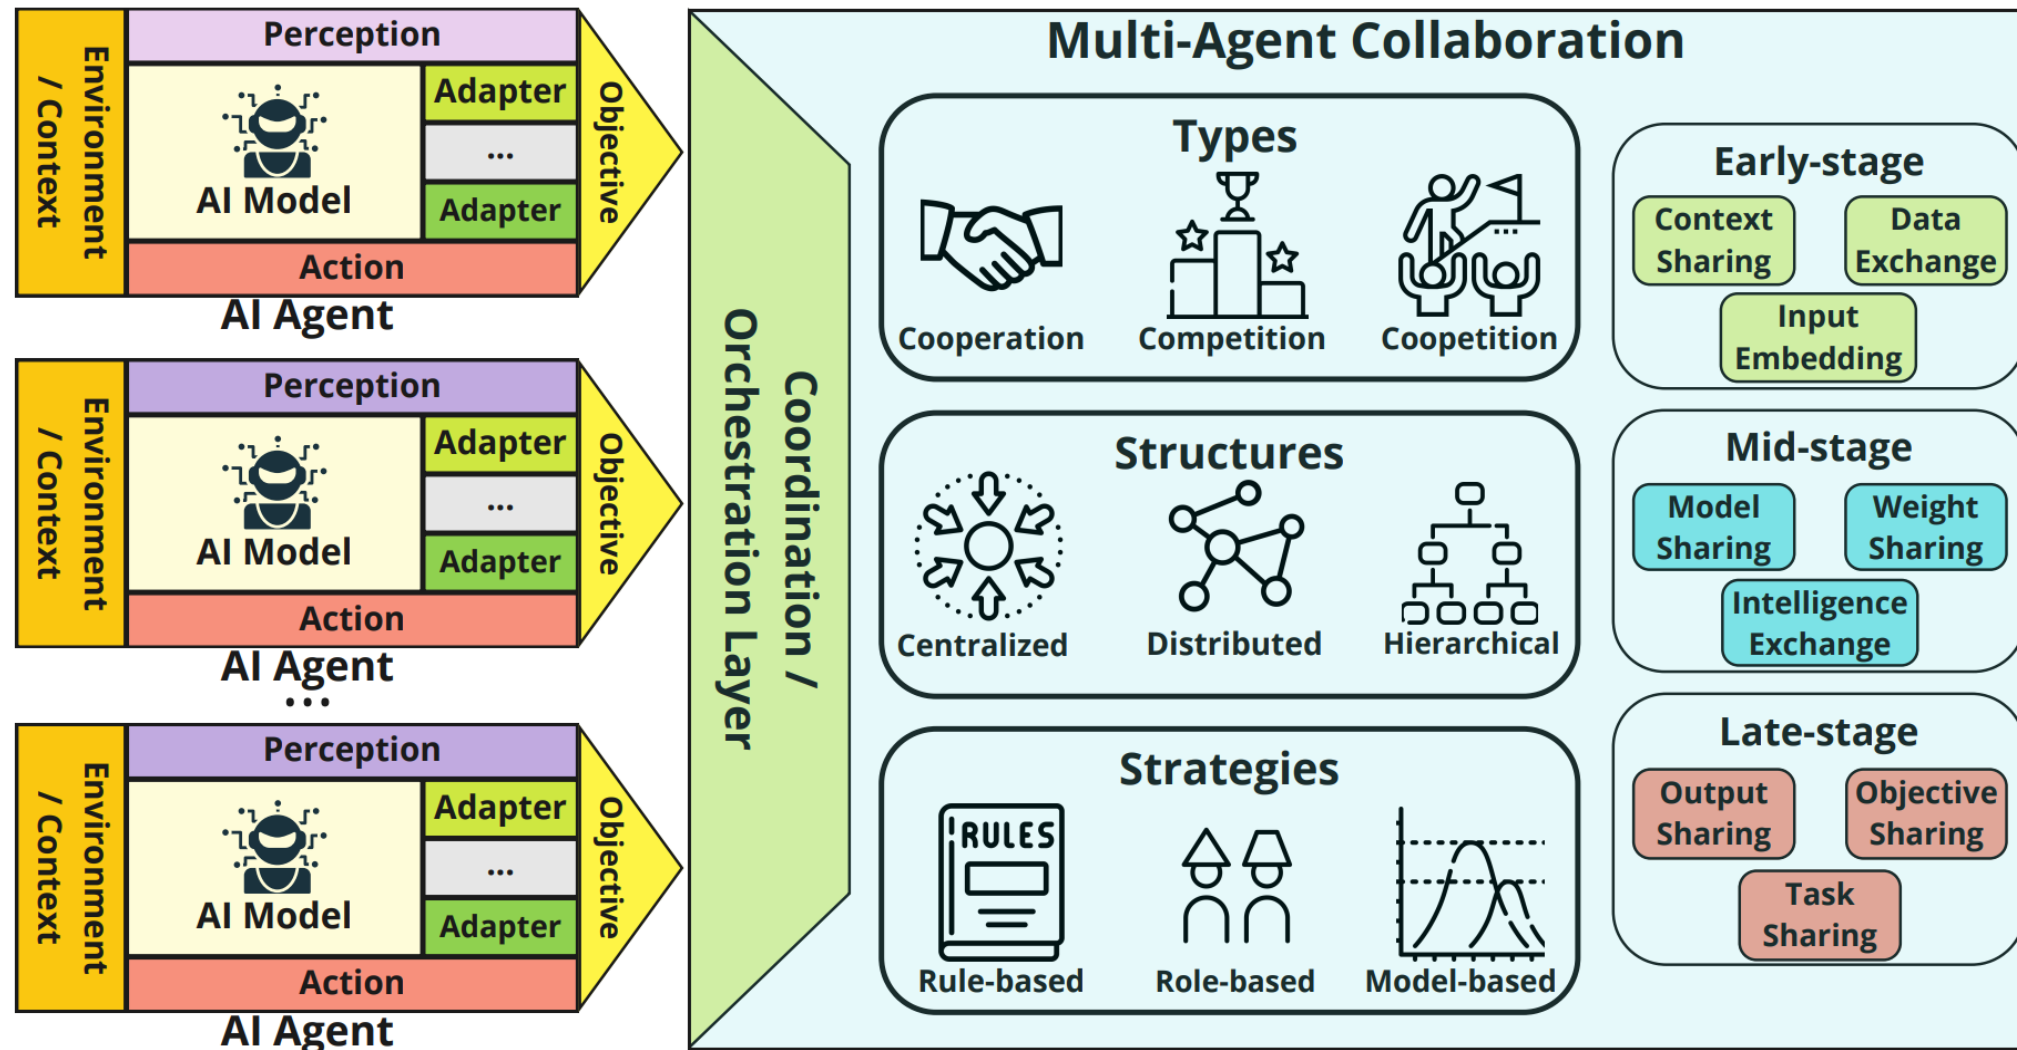 Environment
/ Context
Perception
AI Model
Adapter
...
Adapter
Action
Objective
AI Agent
Environment
/ Context
Perception
AI Model
Adapter
...
Adapter
Action
Objective
AI Agent
...
Environment
/ Context
Perception
AI Model
Adapter
...
Adapter
Action
Objective
AI Agent
Coordination /
Orchestration Layer
Multi-Agent Collaboration
Types
Cooperation
Competition
Coopetition
Structures
Centralized
Distributed
Hierarchical
Strategies
RULES
Rule-based
Role-based
Model-based
Early-stage
Context
Sharing
Data
Exchange
Input
Embedding
Mid-stage
Model
Sharing
Weight
Sharing
Intelligence
Exchange
Late-stage
Output
Sharing
Objective
Sharing
Task
Sharing